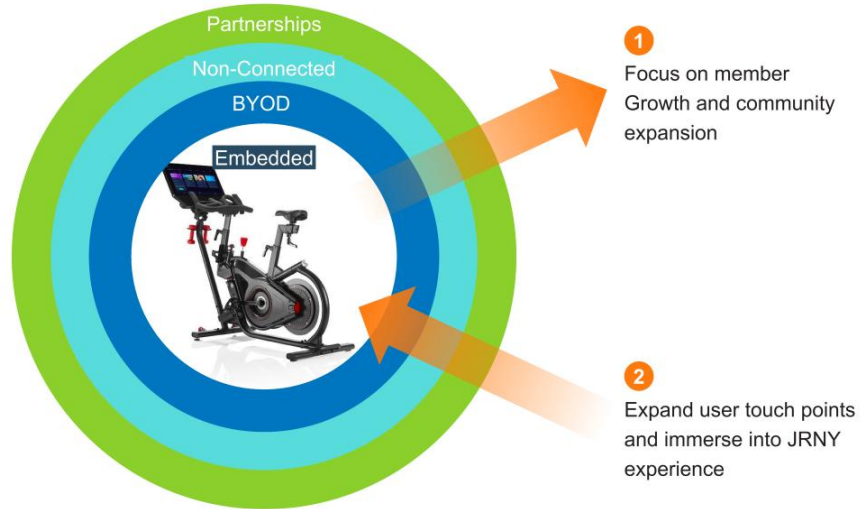 Partnerships
Non-Connected
BYOD
Embedded
1
Focus on member
Growth and community
expansion
2
Expand user touch points
and immerse into JRNY
experience